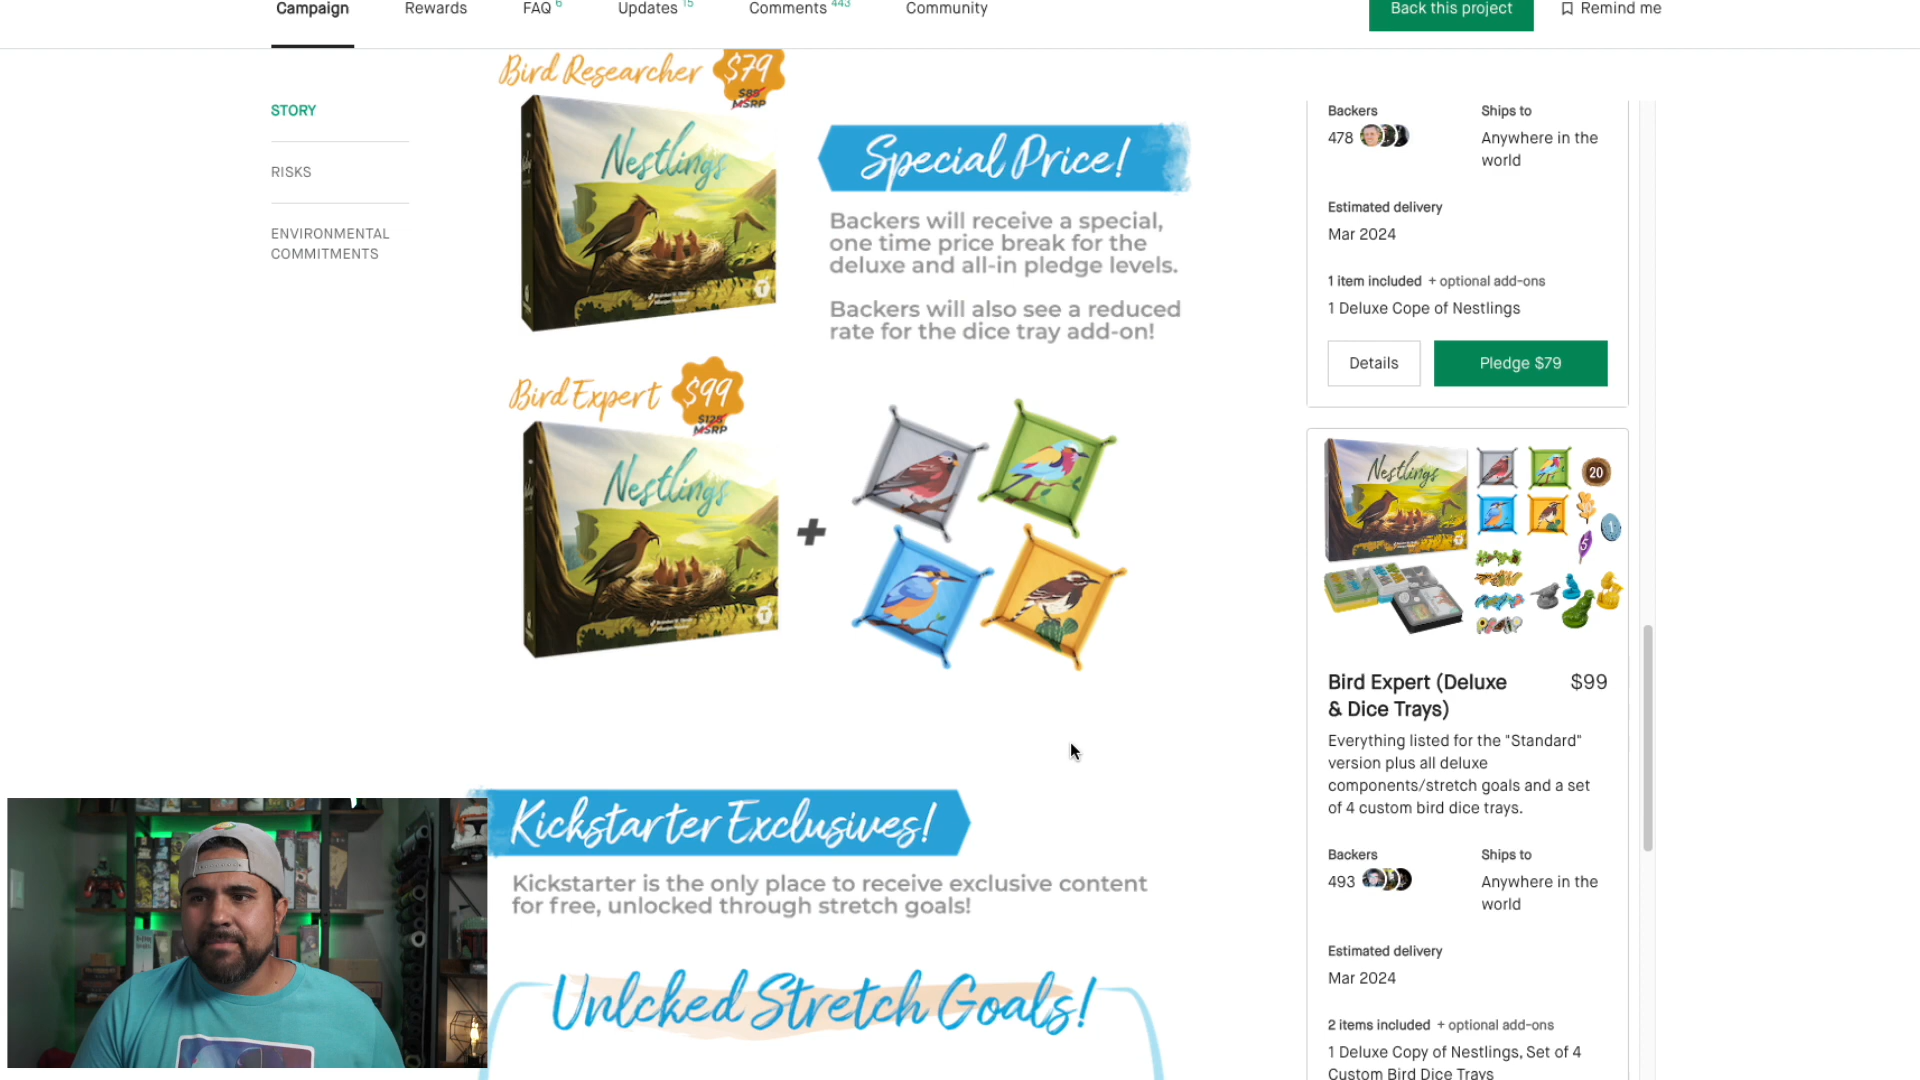 Campaign Rewards FAQ 6 Updates 15 Comments 443 Community Back this project Remind me
STORY
RISKS
ENVIRONMENTAL
COMMITMENTS
Bird Researcher $79
$88
MSRP
Nestlings
Special Price!
Backers will receive a special,
one time price break for the
deluxe and all-in pledge levels.
Backers will also see a reduced
rate for the dice tray add-on!
Bird Expert $99
$128
MSRP
Nestlings
+
Kickstarter Exclusives!
Kickstarter is the only place to receive exclusive content
for free, unlocked through stretch goals!
Unlcked Stretch Goals!
Backers Ships to
478 Anywhere in the
world
Estimated delivery
Mar 2024
1 item included + optional add-ons
1 Deluxe Cope of Nestlings
Details Pledge $79
Nestlings
20
1
5
Bird Expert (Deluxe $99
& Dice Trays)
Everything listed for the "Standard"
version plus all deluxe
components/stretch goals and a set
of 4 custom bird dice trays.
Backers Ships to
493 Anywhere in the
world
Estimated delivery
Mar 2024
2 items included + optional add-ons
1 Deluxe Copy of Nestlings, Set of 4
Custom Bird Dice Trays